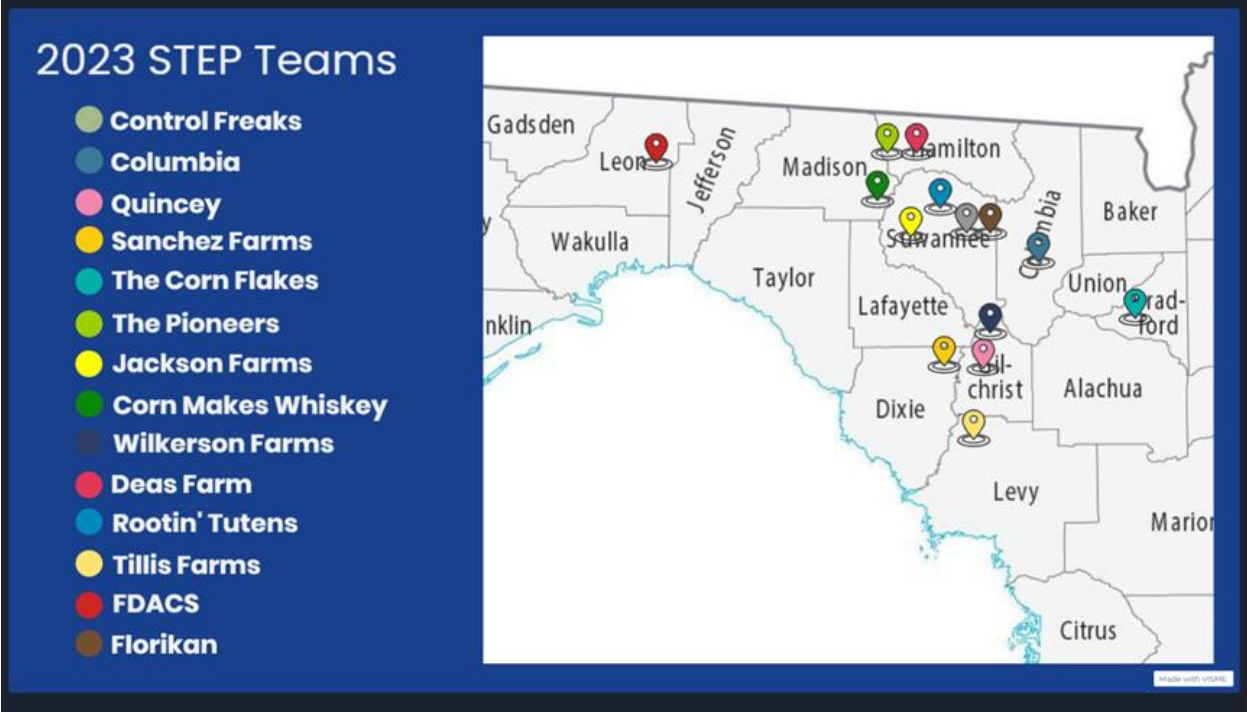 2023 STEP Teams
Control Freaks
Columbia
Quincey
Sanchez Farms
The Corn Flakes
The Pioneers
Jackson Farms
Corn Makes Whiskey
Wilkerson Farms
Deas Farm
Rootin' Tutens
Tillis Farms
FDACS
Florikan
Gadsden
Leon
Jefferson
Madison
Hamilton
Wakulla
Taylor
Suwannee
Columbia
Baker
Union
Brad-
ford
Lafayette
nklin
y
Gil-
christ
Dixie
Alachua
Levy
Marion
Citrus
Made with VISME